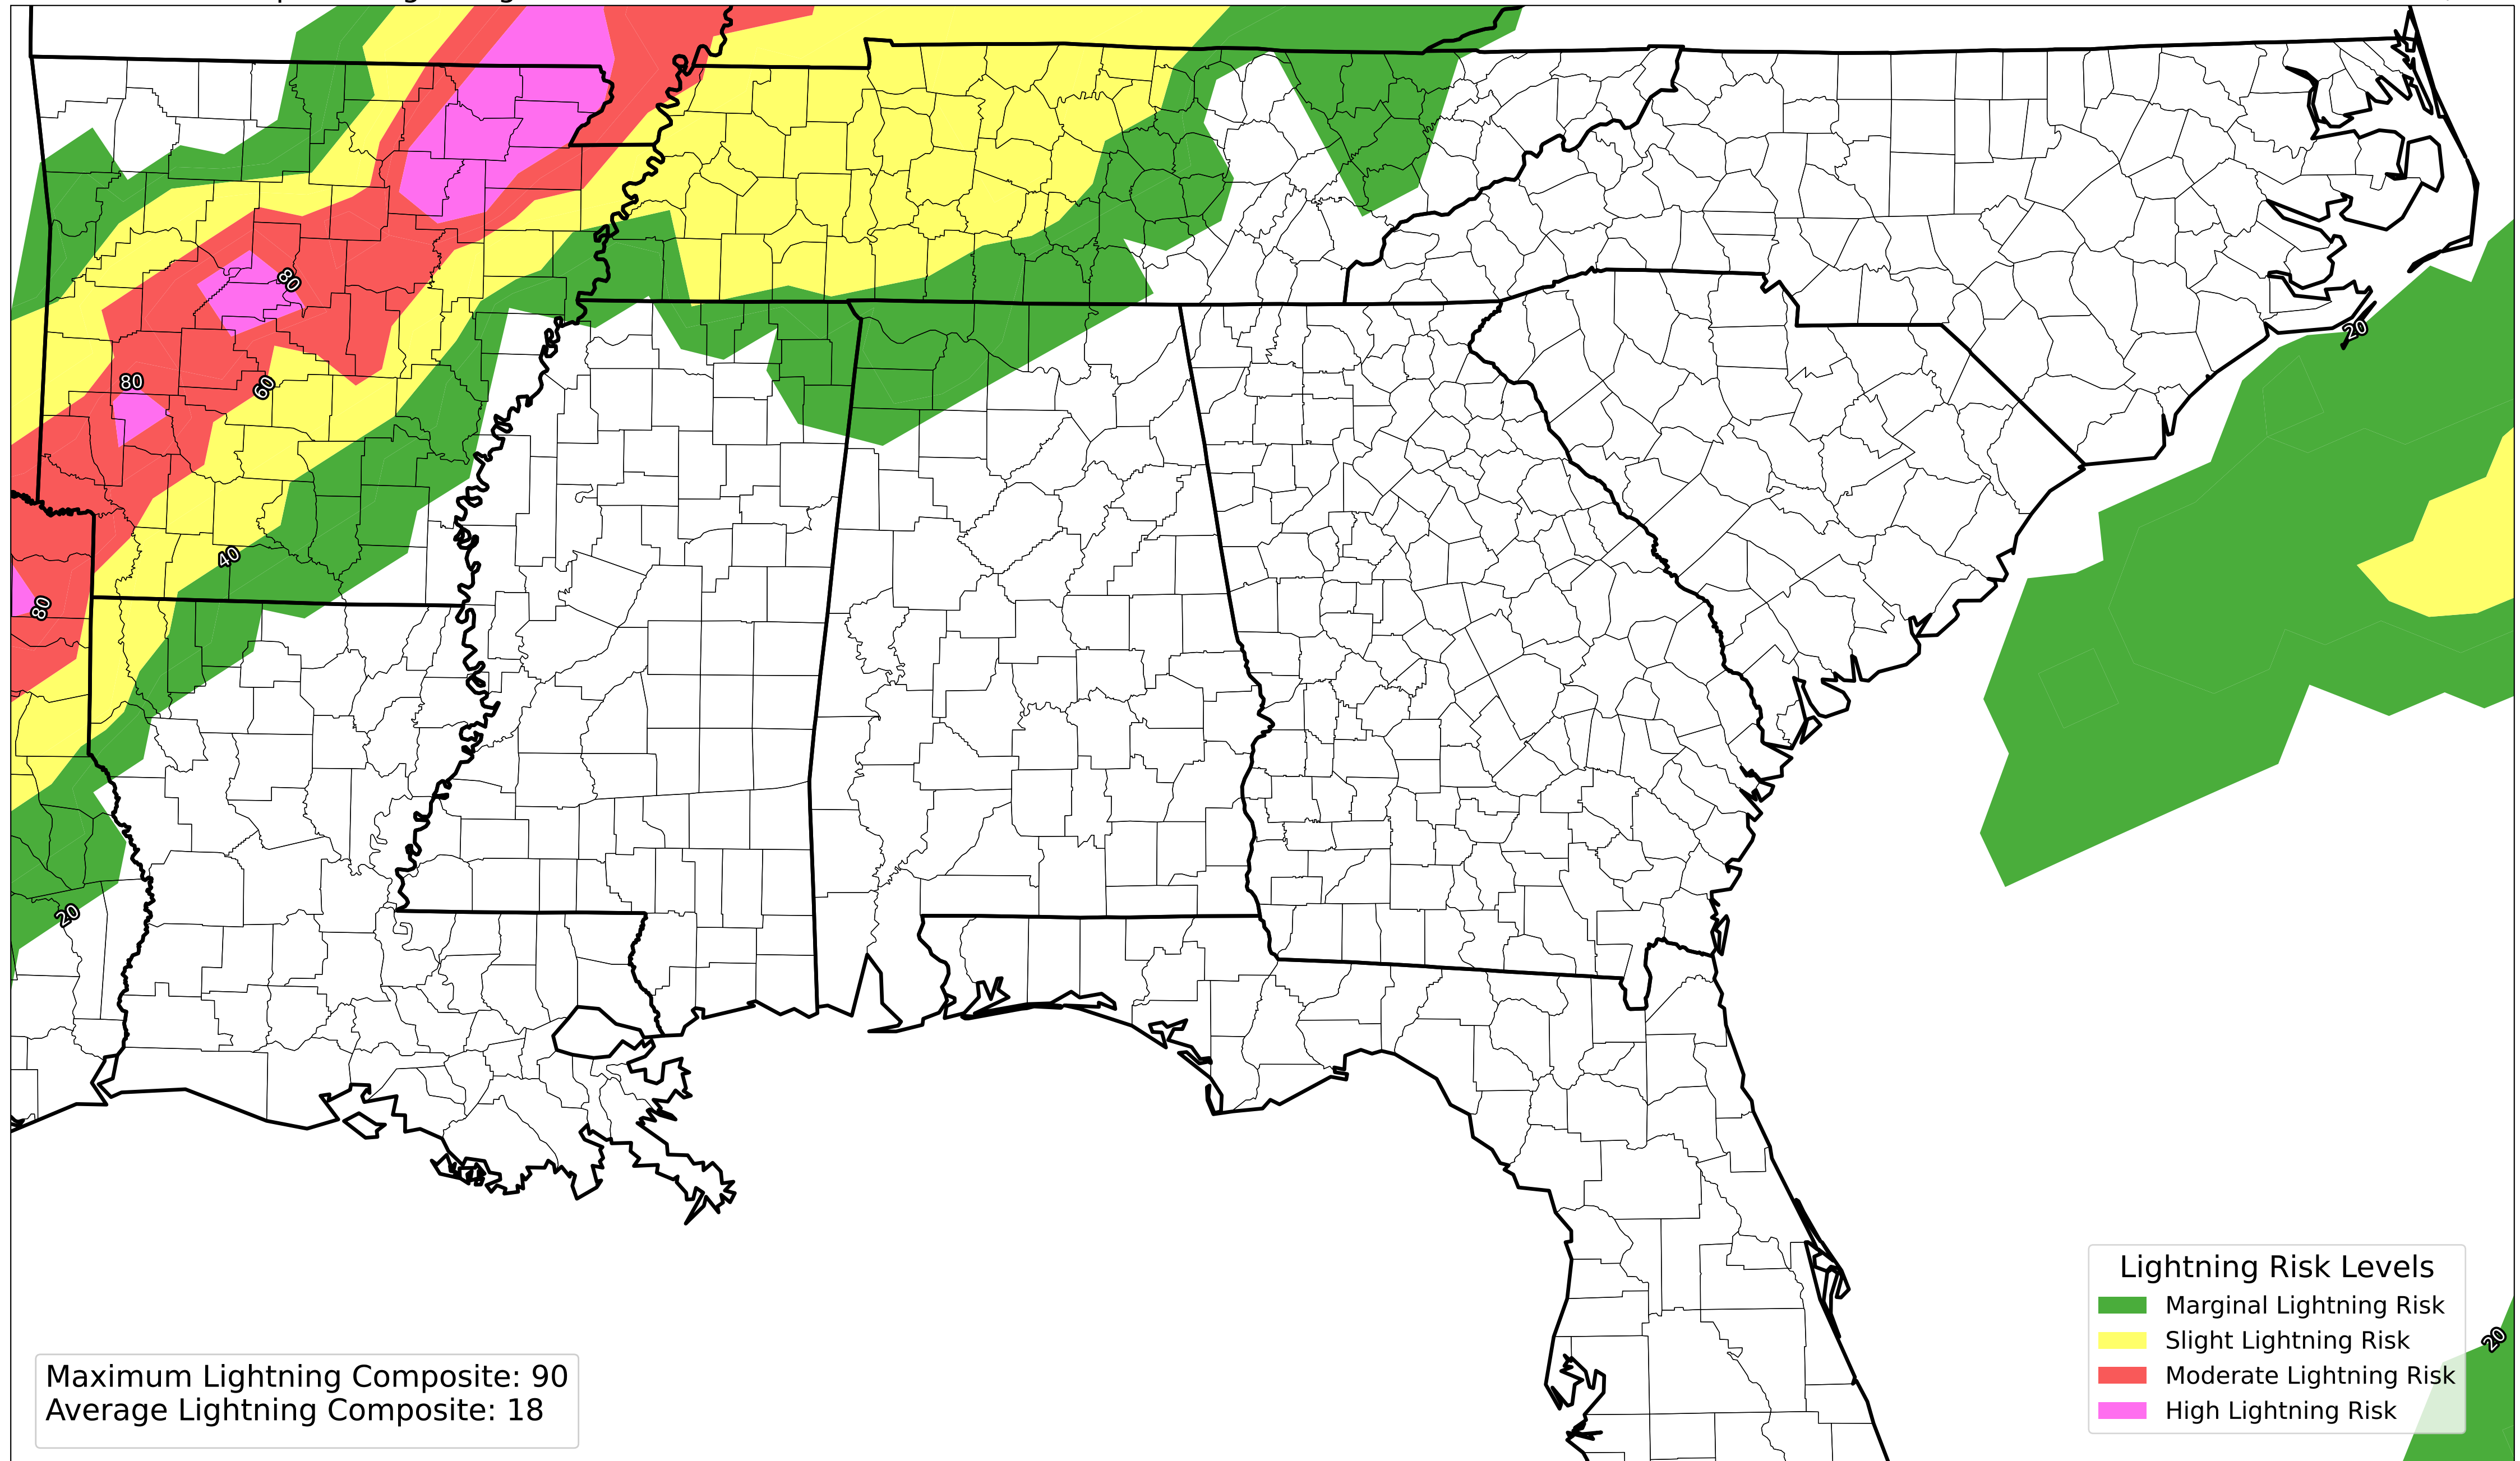 80
80
60
20
40
80
20
20
Lightning Risk Levels
Marginal Lightning Risk
Slight Lightning Risk
Moderate Lightning Risk
High Lightning Risk
Maximum Lightning Composite: 90
Average Lightning Composite: 18